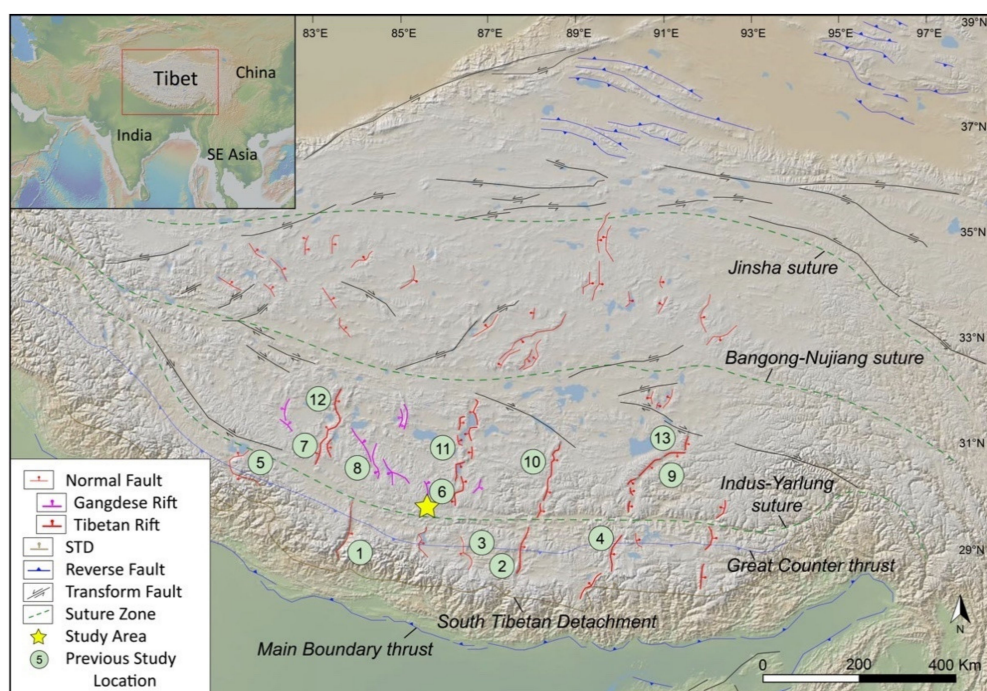 83°E 85°E 87°E 89°E 91°E 93°E 95°E 97°E 39°N
Tibet
China
India
SE Asia
37°N
35°N
Jinsha suture
33°N
Bangong-Nujiang suture
12
31°N
7
11
13
5
8
10
9
6
Indus-Yarlung
suture
3
4
1
2
29°N
Great Counter thrust
South Tibetan Detachment
Main Boundary thrust
Normal Fault
Gangdese Rift
Tibetan Rift
STD
Reverse Fault
Transform Fault
Suture Zone
Study Area
5 Previous Study
Location
N
0 200 400 Km